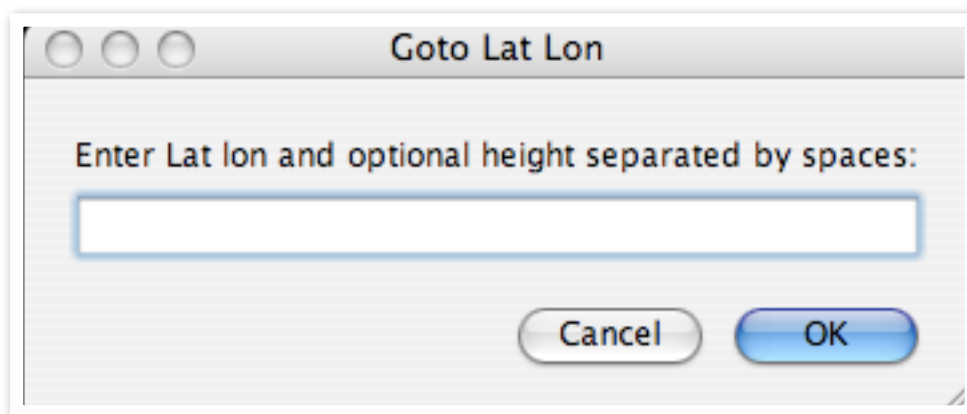 Goto Lat Lon
Enter Lat lon and optional height separated by spaces:
Cancel OK